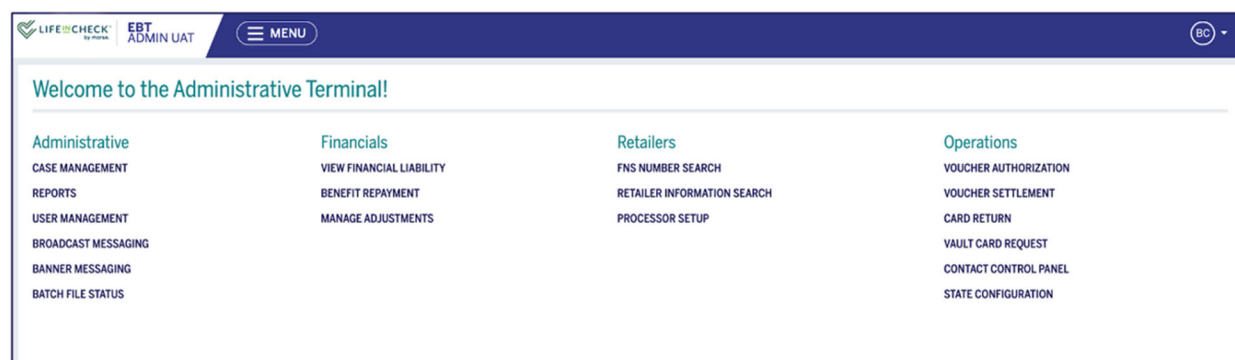 LIFE IN CHECK
EBT
ADMIN UAT
MENU
BC
Welcome to the Administrative Terminal!
Administrative
CASE MANAGEMENT
REPORTS
USER MANAGEMENT
BROADCAST MESSAGING
BANNER MESSAGING
BATCH FILE STATUS
Financials
VIEW FINANCIAL LIABILITY
BENEFIT REPAYMENT
MANAGE ADJUSTMENTS
Retailers
FNS NUMBER SEARCH
RETAILER INFORMATION SEARCH
PROCESSOR SETUP
Operations
VOUCHER AUTHORIZATION
VOUCHER SETTLEMENT
CARD RETURN
VAULT CARD REQUEST
CONTACT CONTROL PANEL
STATE CONFIGURATION